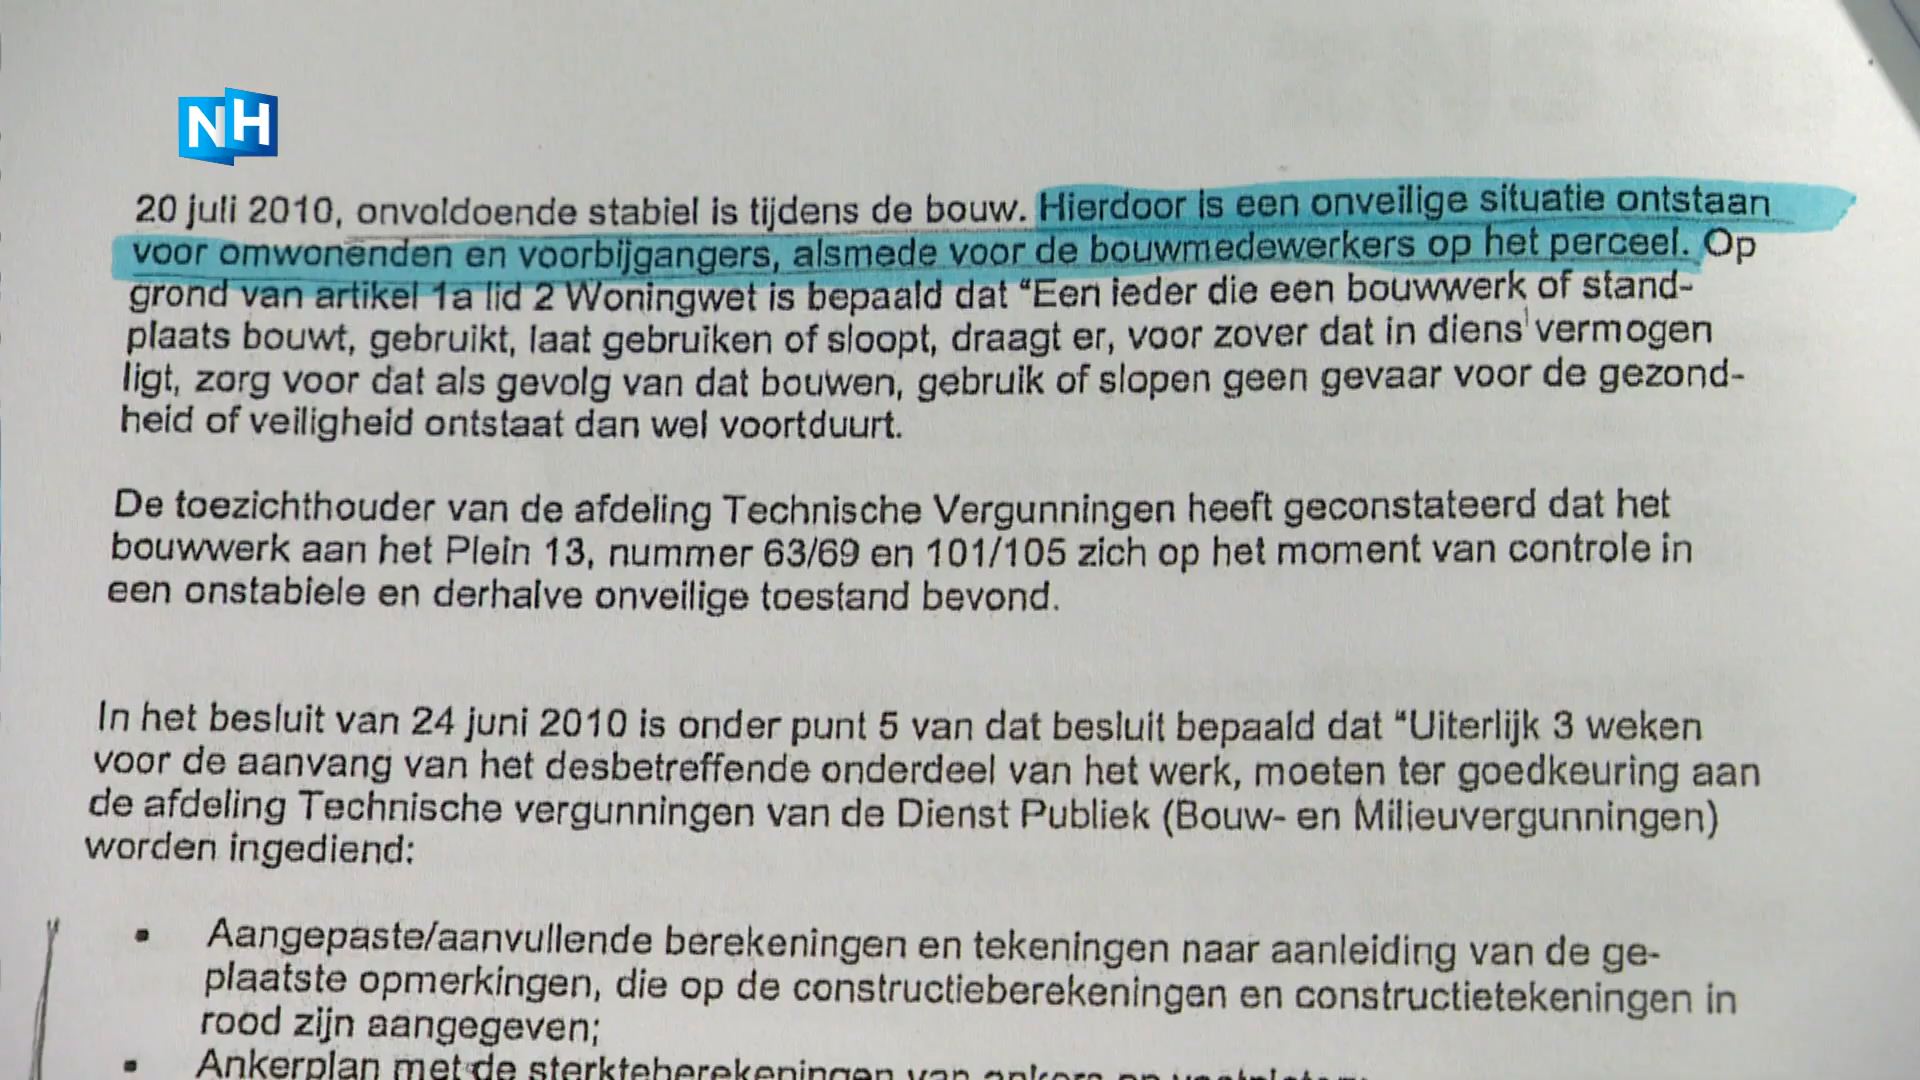 NH
20 juli 2010, onvoldoende stabiel is tijdens de bouw. Hierdoor is een onveilige situatie ontstaan
voor omwonenden en voorbijgangers, alsmede voor de bouwmedewerkers op het perceel. Op
grond van artikel 1a lid 2 Woningwet is bepaald dat “Een ieder die een bouwwerk of stand-
plaats bouwt, gebruikt, laat gebruiken of sloopt, draagt er, voor zover dat in diens vermogen
ligt, zorg voor dat als gevolg van dat bouwen, gebruik of slopen geen gevaar voor de gezond-
heid of veiligheid ontstaat dan wel voortduurt.
De toezichthouder van de afdeling Technische Vergunningen heeft geconstateerd dat het
bouwwerk aan het Plein 13, nummer 63/69 en 101/105 zich op het moment van controle in
een onstabiele en derhalve onveilige toestand bevond.
In het besluit van 24 juni 2010 is onder punt 5 van dat besluit bepaald dat “Uiterlijk 3 weken
voor de aanvang van het desbetreffende onderdeel van het werk, moeten ter goedkeuring aan
de afdeling Technische vergunningen van de Dienst Publiek (Bouw- en Milieuvergunningen)
worden ingediend:
• Aangepaste/aanvullende berekeningen en tekeningen naar aanleiding van de ge-
plaatste opmerkingen, die op de constructieberekeningen en constructietekeningen in
rood zijn aangegeven;
• Ankerplan met de sterkteberekeningen van ankers en